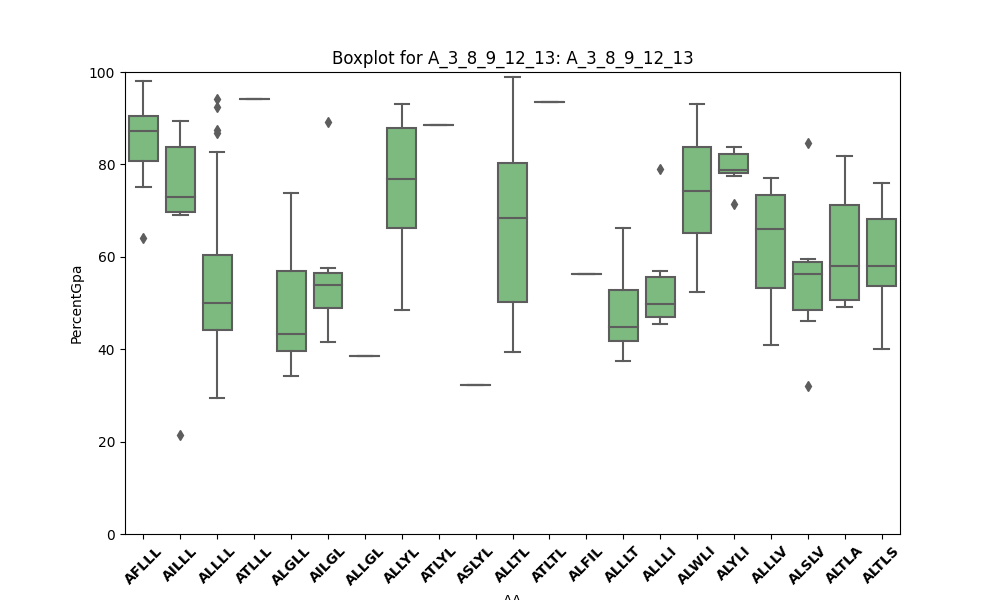 Boxplot for A_3_8_9_12_13: A_3_8_9_12_13
100
80
60
40
20
0
PercentGpa
AFLLL AILLL ALLLL ATLLL ALGLL AILGL ALLGL ALLYL ATLYL ASLYL ALLTL ATLTL ALFIL ALLLT ALLLI ALWLI ALYLI ALLLV ALSLV ALTLA ALTLS
AA